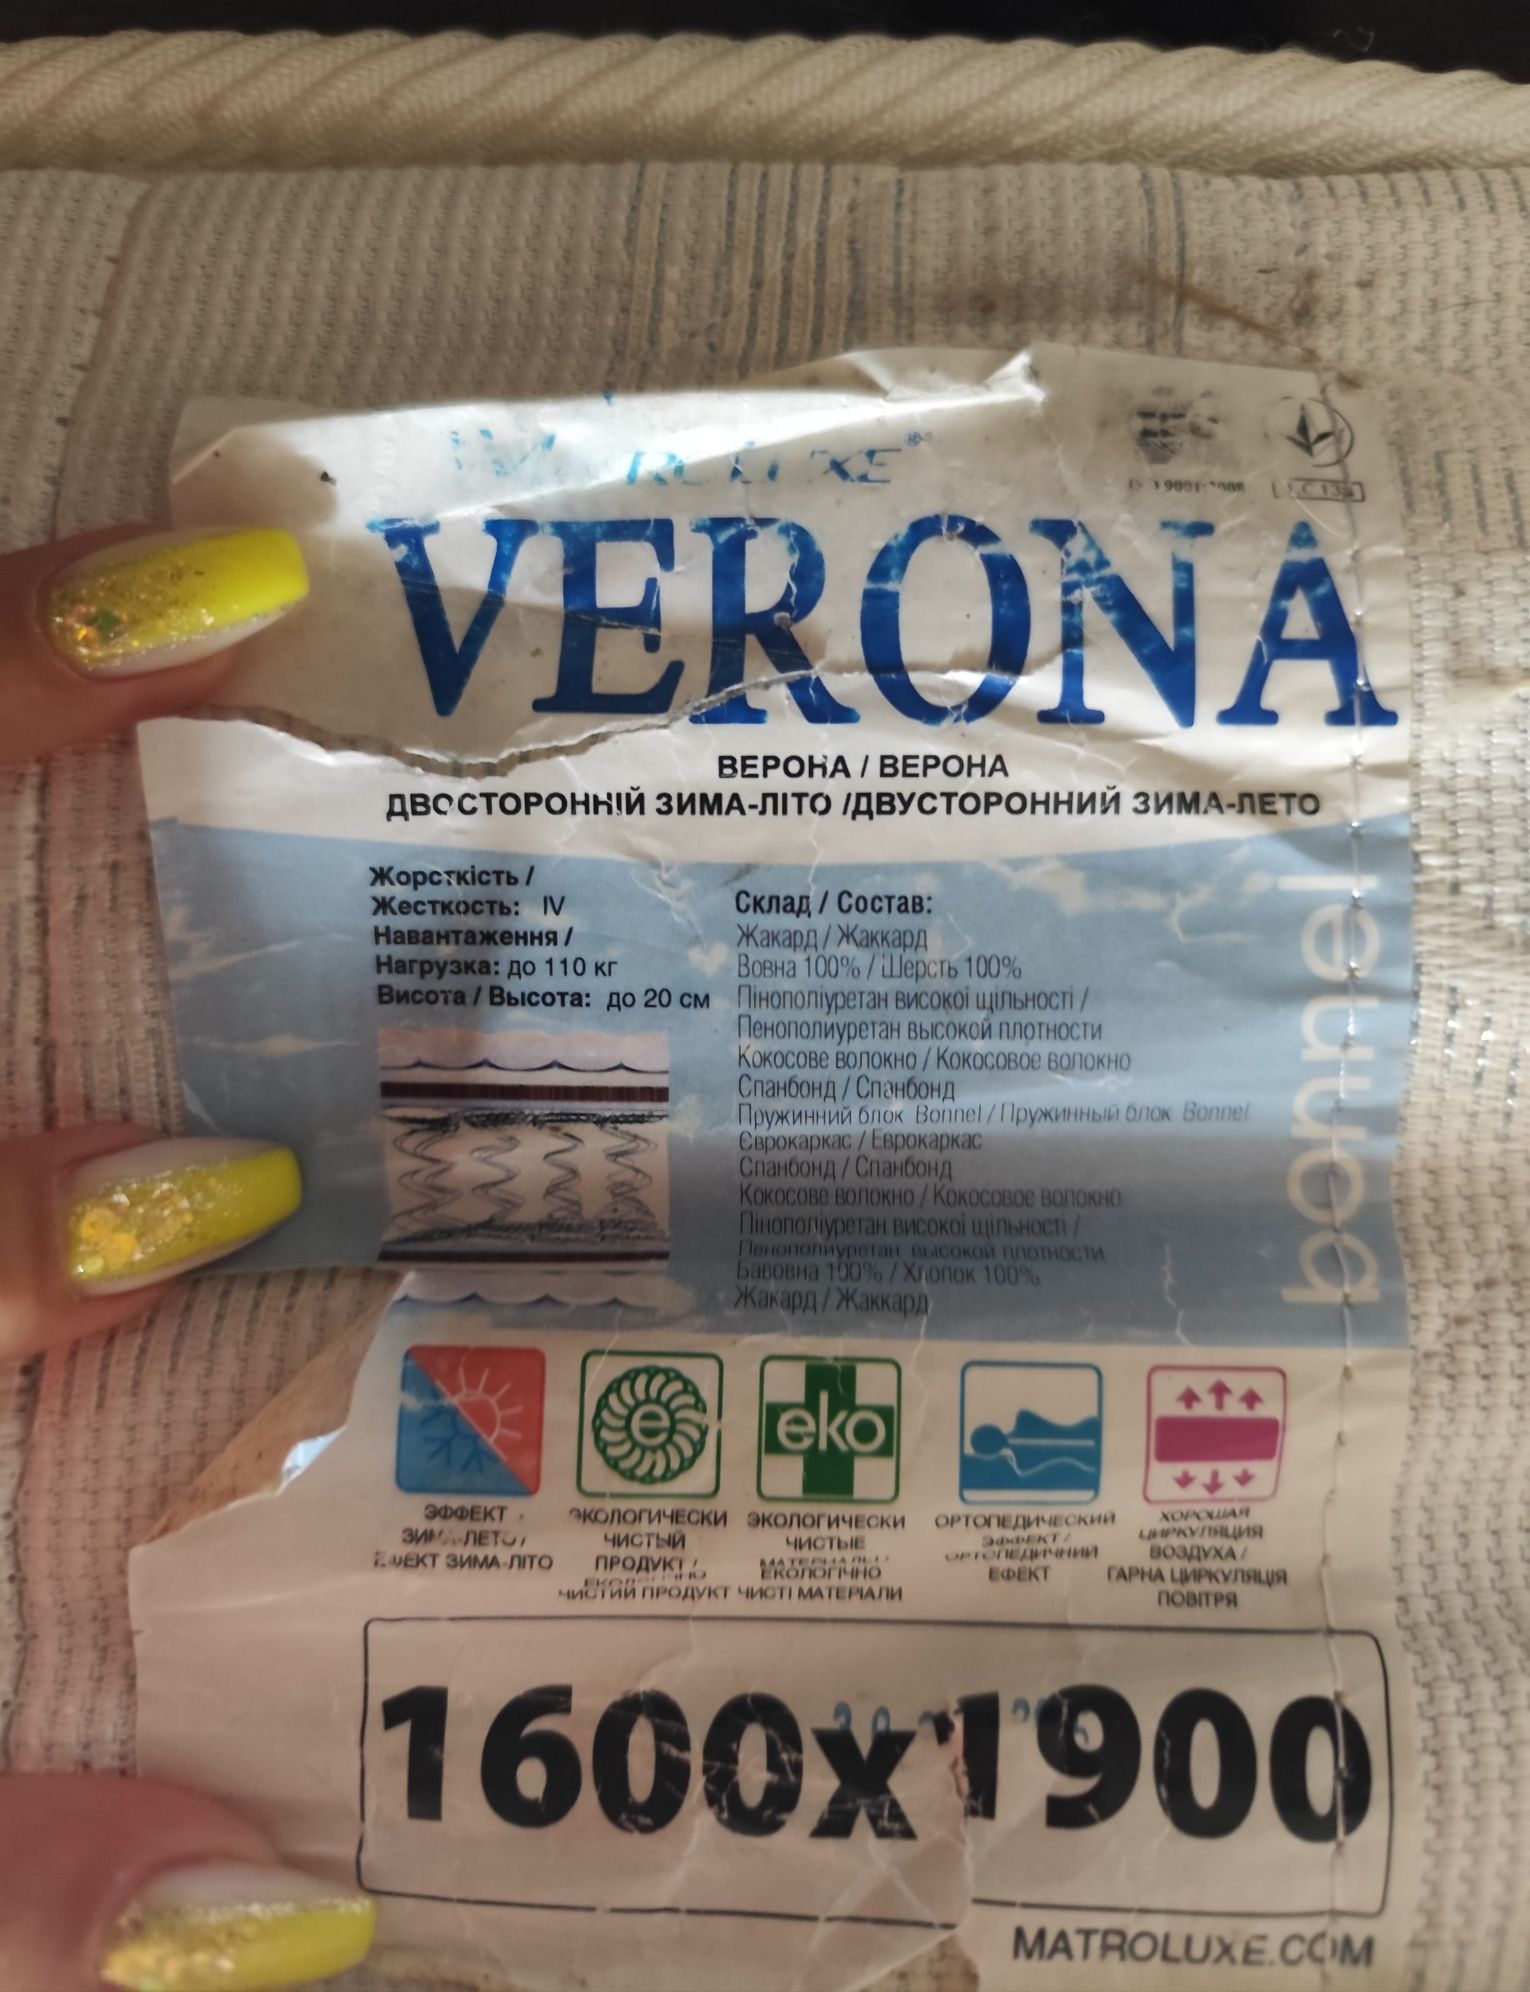 VERONA
ВЕРОНА / ВЕРОНА
ДВОСТОРОННІЙ ЗИМА-ЛІТО /ДВУСТОРОННИЙ ЗИМА-ЛЕТО
Жорсткість /
Жесткость: IV
Навантаження /
Нагрузка: до 110 кг
Висота / Высота: до 20 см
Склад / Состав:
Жакард / Жаккард
Вовна 100% / Шерсть 100%
Пінополіуретан високої щільності /
Пенополиуретан высокой плотности
Кокосове волокно / Кокосовое волокно
Спанбонд / Спанбонд
Пружинний блок Bonnel / Пружинный блок Bonnel
Єврокаркас / Еврокаркас
Спанбонд / Спанбонд
Кокосове волокно / Кокосовое волокно
Пінополіуретан високої щільності /
Пенополиуретан высокой плотности
Бавовна 100% / Хлопок 100%
Жакард / Жаккард
bonnel
e
eko
ЭФФЕКТ
ЗИМА-ЛЕТО /
ЕФЕКТ ЗИМА-ЛІТО
ЭКОЛОГИЧЕСКИ
ЧИСТЫЙ
ПРОДУКТ /
ЕКОЛОГІЧНО
ЧИСТИЙ ПРОДУКТ
ЭКОЛОГИЧЕСКИ
ЧИСТЫЕ
МАТЕРИАЛЫ /
ЕКОЛОГІЧНО
ЧИСТІ МАТЕРІАЛИ
ОРТОПЕДИЧЕСКИЙ
ЭФФЕКТ /
ОРТОПЕДИЧНИЙ
ЕФЕКТ
ХОРОШАЯ
ЦИРКУЛЯЦИЯ
ВОЗДУХА /
ГАРНА ЦИРКУЛЯЦІЯ
ПОВІТРЯ
1600x1900
MATROLUXE.COM